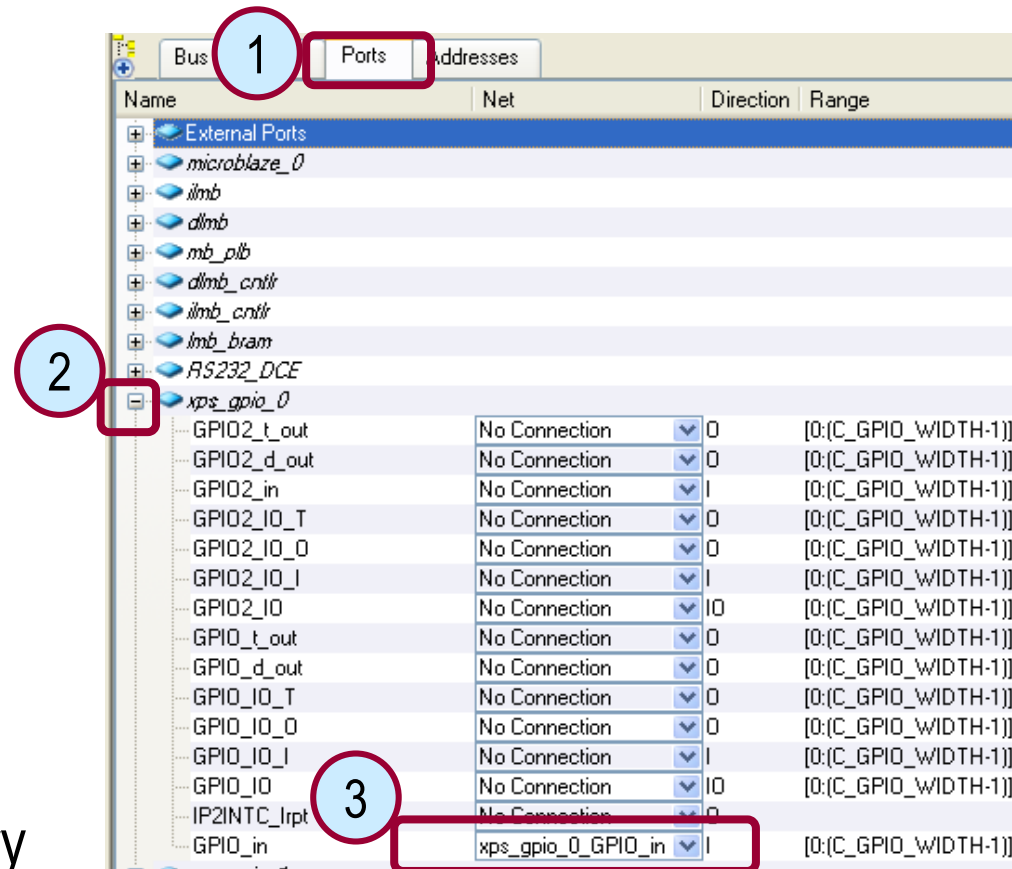 1
Bus Ports Addresses
Name Net Direction Range
External Ports
microblaze_0
ilmb
dlmb
mb_plb
dlmb_cntlr
ilmb_cntlr
lmb_bram
2
RS232_DCE
xps_gpio_0
GPIO2_t_out No Connection O [0:(C_GPIO_WIDTH-1)]
GPIO2_d_out No Connection O [0:(C_GPIO_WIDTH-1)]
GPIO2_in No Connection I [0:(C_GPIO_WIDTH-1)]
GPIO2_IO_T No Connection O [0:(C_GPIO_WIDTH-1)]
GPIO2_IO_O No Connection O [0:(C_GPIO_WIDTH-1)]
GPIO2_IO_I No Connection I [0:(C_GPIO_WIDTH-1)]
GPIO2_IO No Connection IO [0:(C_GPIO_WIDTH-1)]
GPIO_t_out No Connection O [0:(C_GPIO_WIDTH-1)]
GPIO_d_out No Connection O [0:(C_GPIO_WIDTH-1)]
GPIO_IO_T No Connection O [0:(C_GPIO_WIDTH-1)]
GPIO_IO_O No Connection O [0:(C_GPIO_WIDTH-1)]
GPIO_IO_I No Connection I [0:(C_GPIO_WIDTH-1)]
GPIO_IO No Connection IO [0:(C_GPIO_WIDTH-1)]
3
IP2INTC_Irpt No Connection O
y
GPIO_in xps_gpio_0_GPIO_in I [0:(C_GPIO_WIDTH-1)]